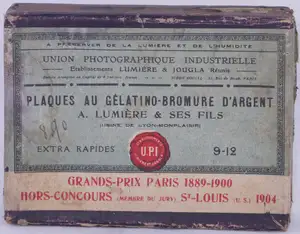 A PRÉSERVER DE LA LUMIÈRE ET DE L'HUMIDITÉ
UNION PHOTOGRAPHIQUE INDUSTRIELLE
Établissements LUMIÈRE & JOUGLA Réunis
PLAQUES AU GÉLATINO-BROMURE D'ARGENT
A. LUMIÈRE & SES FILS
(USINE DE LYON-MONPLAISIR)
EXTRA RAPIDES
U.P.I
9-12
GRANDS-PRIX PARIS 1889-1900
HORS-CONCOURS (MEMBRE DU JURY) St-LOUIS (U.S.) 1904